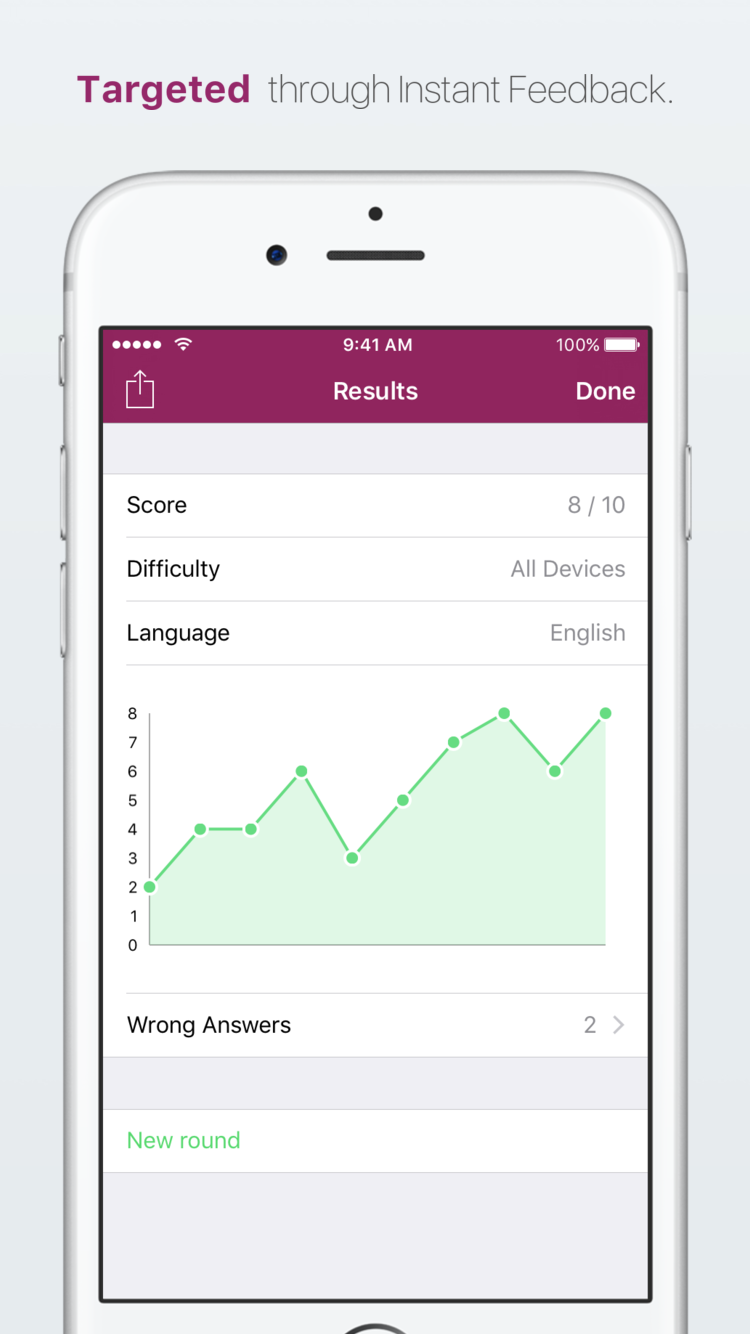 Targeted through Instant Feedback.
9:41 AM 100%
Results Done
Score 8 / 10
Difficulty All Devices
Language English
8
7
6
5
4
3
2
1
0
Wrong Answers 2
New round